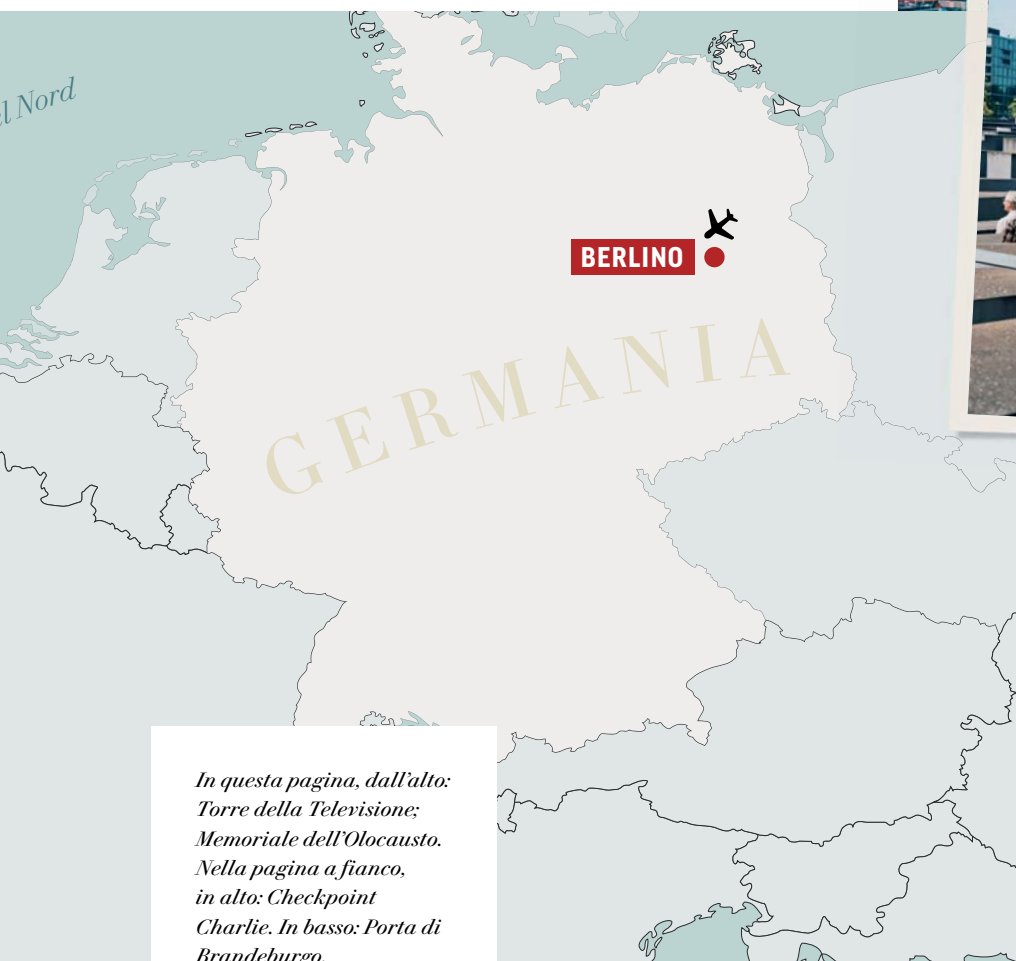 l Nord
BERLINO
GERMANIA
In questa pagina, dall’alto:
Torre della Televisione;
Memoriale dell’Olocausto.
Nella pagina a fianco,
in alto: Checkpoint
Charlie. In basso: Porta di
Brandeburgo.